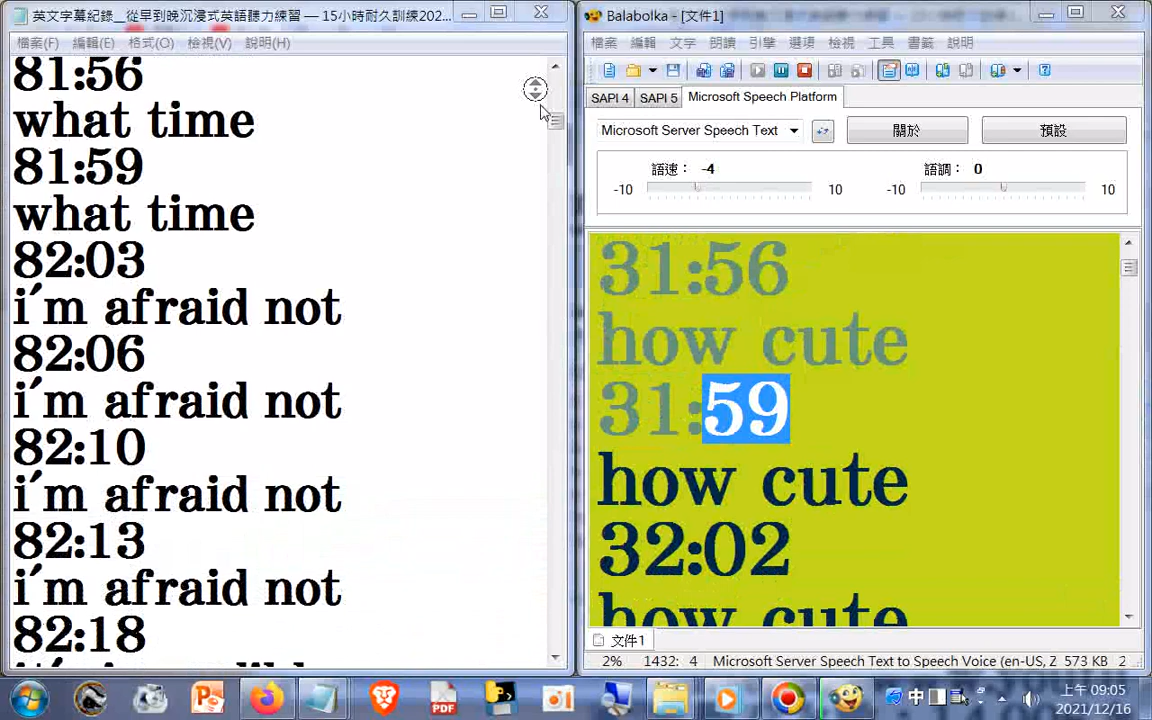 英文字幕紀錄__從早到晚沉浸式英語聽力練習 — 15小時耐久訓練202...
檔案(F) 編輯(E) 格式(O) 檢視(V) 說明(H)
81:56
what time
81:59
what time
82:03
i´m afraid not
82:06
i´m afraid not
82:10
i´m afraid not
82:13
i´m afraid not
82:18
Balabolka - [文件1]
檔案 編輯 文字 朗讀 引擎 選項 檢視 工具 書籤 說明
SAPI 4 SAPI 5 Microsoft Speech Platform
Microsoft Server Speech Text 關於 預設
語速： -4 語調： 0
-10 10 -10 10
31:56
how cute
31:59
how cute
32:02
how cute
文件1
2% 1432: 4 Microsoft Server Speech Text to Speech Voice (en-US, Z 573 KB 2
PDF 中 上午 09:05
2021/12/16